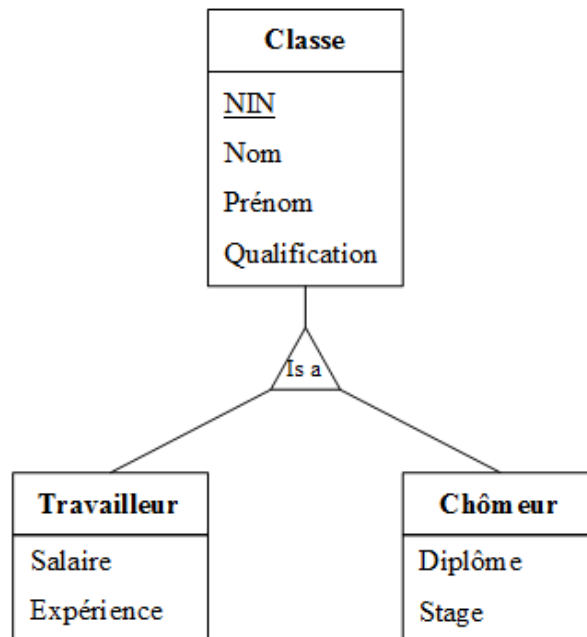 Classe
NIN
Nom
Prénom
Qualification
Is a
Travailleur
Salaire
Expérience
Chômeur
Diplôme
Stage